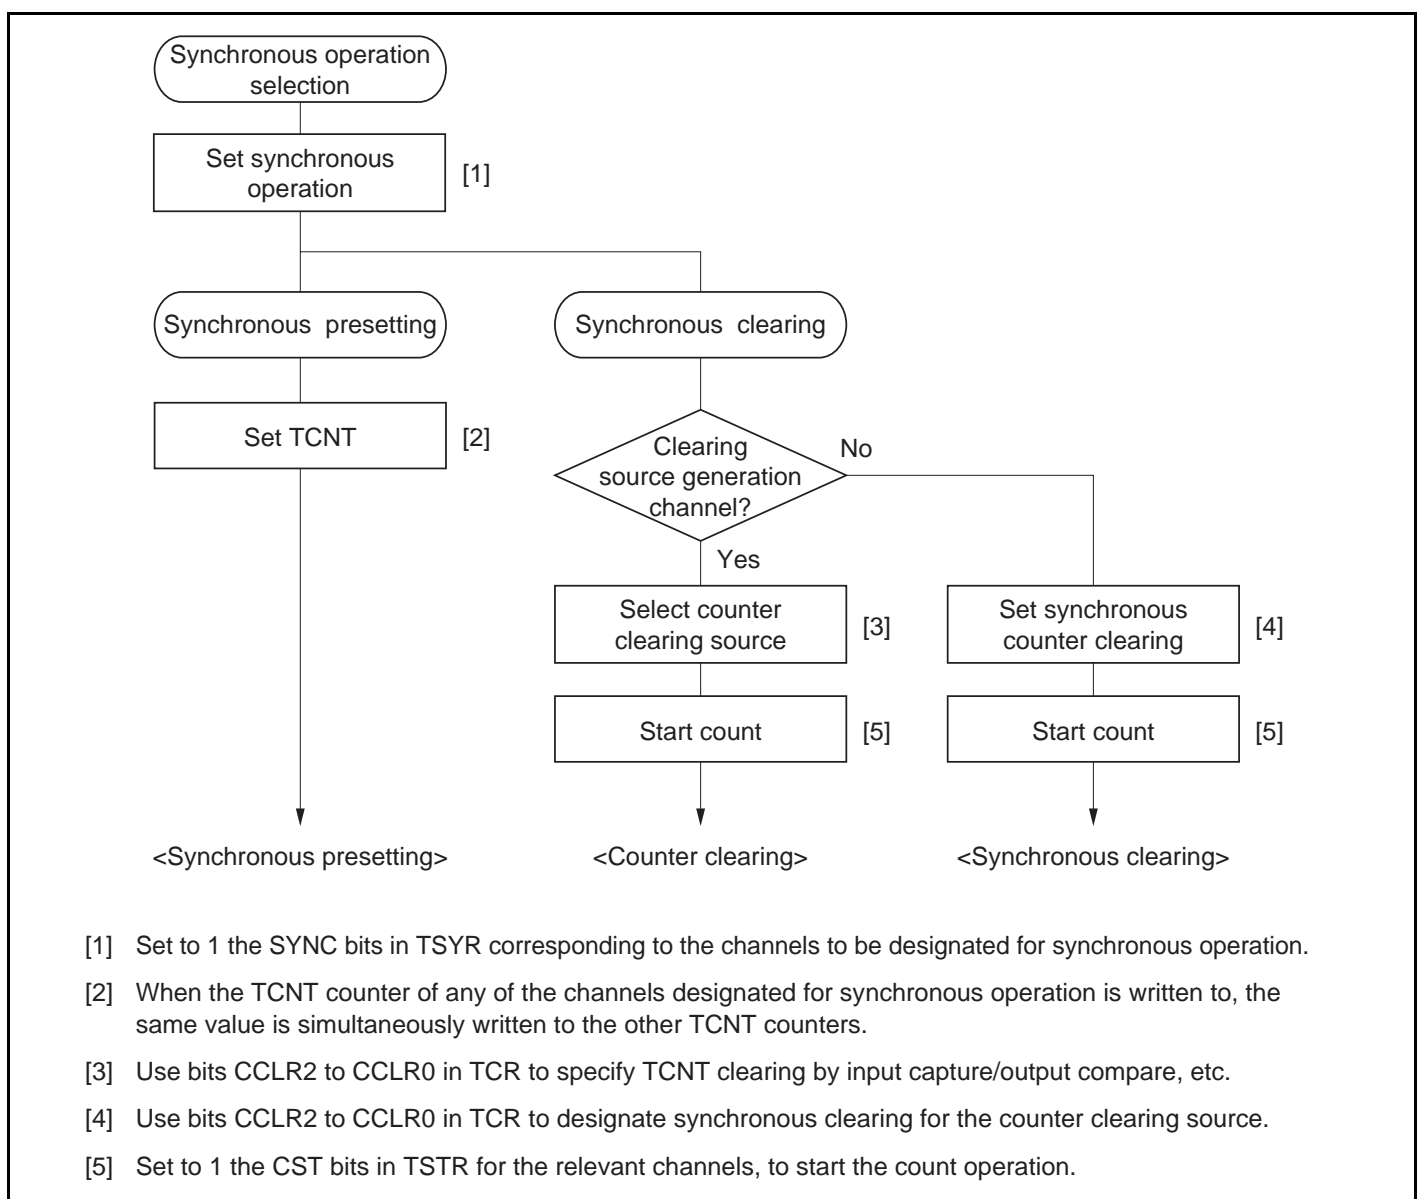 Synchronous operation
selection
Set synchronous
operation
[1]
Synchronous presetting
Synchronous clearing
Set TCNT
[2]
Clearing
source generation
channel?
No
Yes
Select counter
clearing source
[3]
Set synchronous
counter clearing
[4]
Start count
[5]
Start count
[5]
<Synchronous presetting>
<Counter clearing>
<Synchronous clearing>
[1] Set to 1 the SYNC bits in TSYR corresponding to the channels to be designated for synchronous operation.
[2] When the TCNT counter of any of the channels designated for synchronous operation is written to, the
same value is simultaneously written to the other TCNT counters.
[3] Use bits CCLR2 to CCLR0 in TCR to specify TCNT clearing by input capture/output compare, etc.
[4] Use bits CCLR2 to CCLR0 in TCR to designate synchronous clearing for the counter clearing source.
[5] Set to 1 the CST bits in TSTR for the relevant channels, to start the count operation.